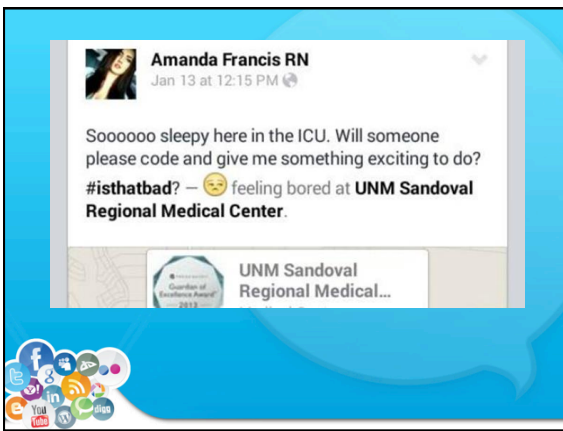 Amanda Francis RN
Jan 13 at 12:15 PM
Soooooo sleepy here in the ICU. Will someone
please code and give me something exciting to do?
#isthatbad? — feeling bored at UNM Sandoval
Regional Medical Center.
UNM Sandoval
Regional Medical...
Guardian of
Excellence Award
2013
You
Tube
digg
in